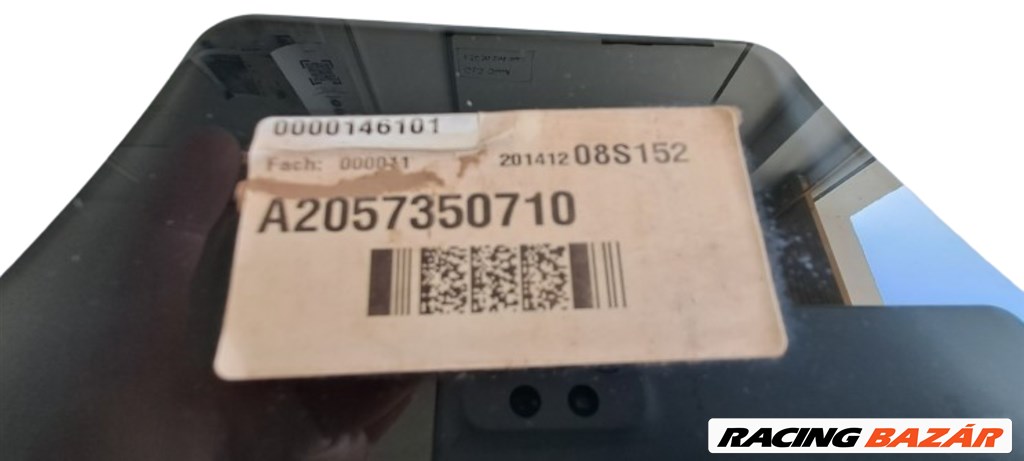 0000146101
Fach: 000011
201412 08S152
A2057350710
RACING BAZÁR